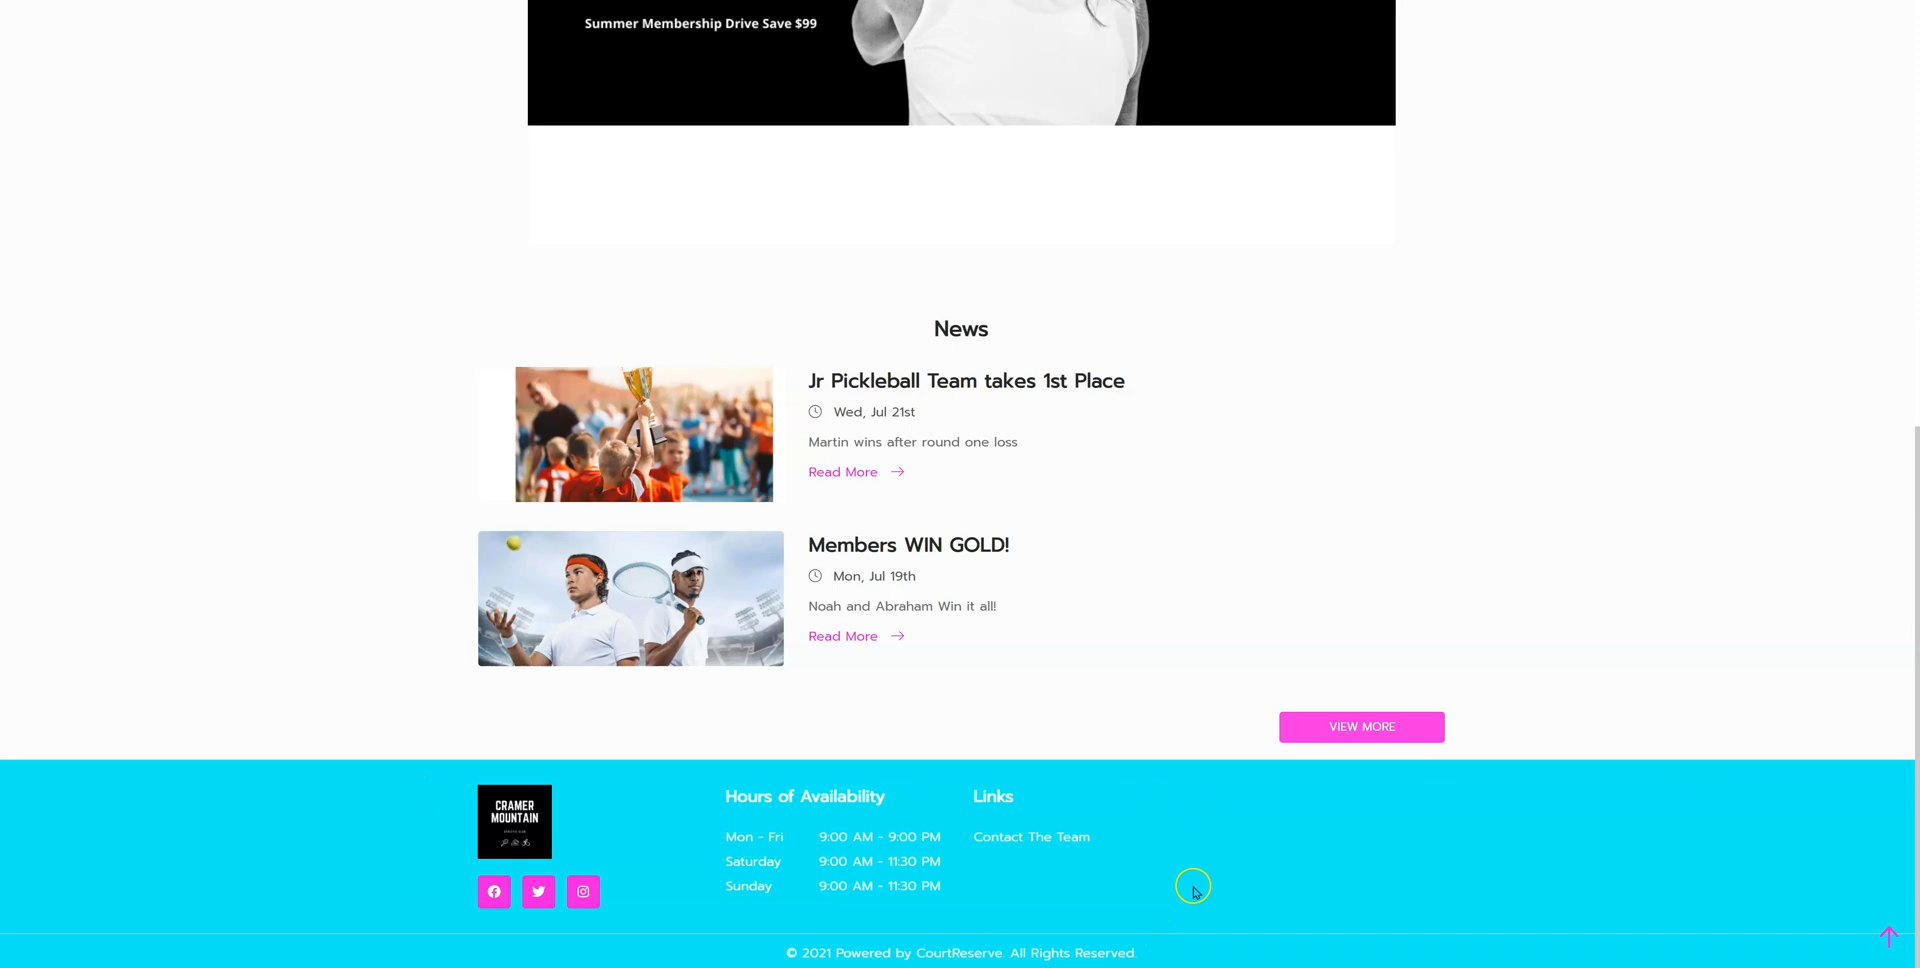 Summer Membership Drive Save $99
News
Jr Pickleball Team takes 1st Place
Wed, Jul 21st
Martin wins after round one loss
Read More
Members WIN GOLD!
Mon, Jul 19th
Noah and Abraham Win it all!
Read More
VIEW MORE
CRAMER
MOUNTAIN
Hours of Availability
Mon - Fri 9:00 AM - 9:00 PM
Saturday 9:00 AM - 11:30 PM
Sunday 9:00 AM - 11:30 PM
Links
Contact The Team
© 2021 Powered by CourtReserve. All Rights Reserved.